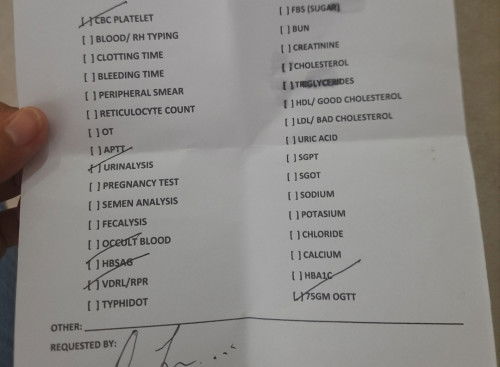 [ ] CBC PLATELET
[ ] BLOOD/ RH TYPING
[ ] CLOTTING TIME
[ ] BLEEDING TIME
[ ] PERIPHERAL SMEAR
[ ] RETICULOCYTE COUNT
[ ] OT
[ ] APTT
[ ] URINALYSIS
[ ] PREGNANCY TEST
[ ] SEMEN ANALYSIS
[ ] FECALYSIS
[ ] OCCULT BLOOD
[ ] HBSAG
[ ] VDRL/RPR
[ ] TYPHIDOT
[ ] FBS (SUGAR)
[ ] BUN
[ ] CREATININE
[ ] CHOLESTEROL
[ ] TRIGLYCERIDES
[ ] HDL/ GOOD CHOLESTEROL
[ ] LDL/ BAD CHOLESTEROL
[ ] URIC ACID
[ ] SGPT
[ ] SGOT
[ ] SODIUM
[ ] POTASIUM
[ ] CHLORIDE
[ ] CALCIUM
[ ] HBA1C
[ ] 75GM OGTT
OTHER:
REQUESTED BY: